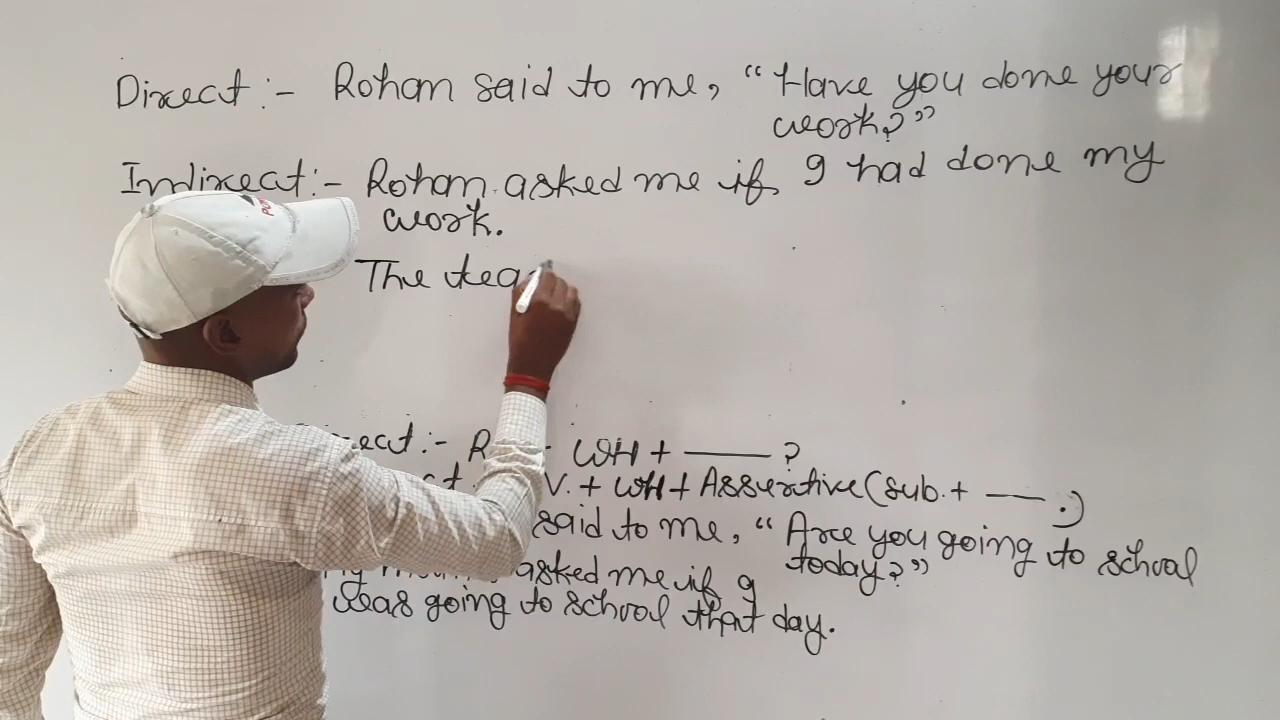 Direct :- Rohan said to me, “Have you done your
work?”
Indirect :- Rohan asked me if I had done my
work.
The tea
WH + ——— ?
V. + WH + Assertive (sub. + —— .)
said to me, “Are you going to school
today?”
asked me if I
was going to school that day.